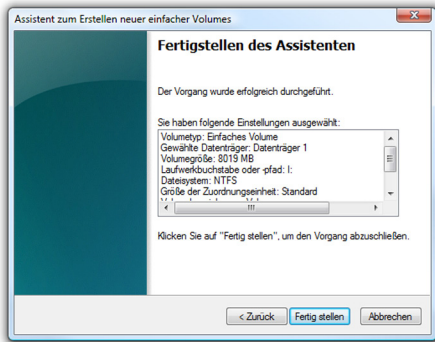 Assistent zum Erstellen neuer einfacher Volumes
Fertigstellen des Assistenten
Der Vorgang wurde erfolgreich durchgeführt.
Sie haben folgende Einstellungen ausgewählt:
Volumetyp: Einfaches Volume
Gewählte Datenträger: Datenträger 1
Volumegröße: 8019 MB
Laufwerkbuchstabe oder -pfad: I:
Dateisystem: NTFS
Größe der Zuordnungseinheit: Standard
Klicken Sie auf "Fertig stellen", um den Vorgang abzuschließen.
< Zurück Fertig stellen Abbrechen